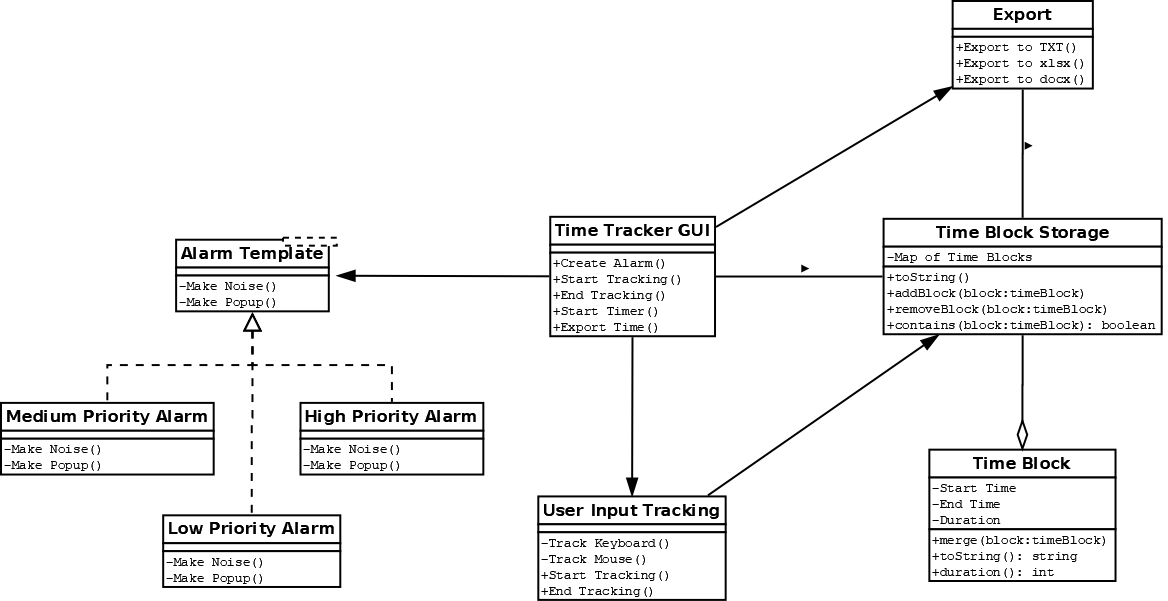 Export
+Export to TXT()
+Export to xlsx()
+Export to docx()
Alarm Template
-Make Noise()
-Make Popup()
Time Tracker GUI
+Create Alarm()
+Start Tracking()
+End Tracking()
+Start Timer()
+Export Time()
Time Block Storage
-Map of Time Blocks
+toString()
+addBlock(block:timeBlock)
+removeBlock(block:timeBlock)
+contains(block:timeBlock): boolean
Medium Priority Alarm
-Make Noise()
-Make Popup()
High Priority Alarm
-Make Noise()
-Make Popup()
Low Priority Alarm
-Make Noise()
-Make Popup()
User Input Tracking
-Track Keyboard()
-Track Mouse()
+Start Tracking()
+End Tracking()
Time Block
-Start Time
-End Time
-Duration
+merge(block:timeBlock)
+toString(): string
+duration(): int